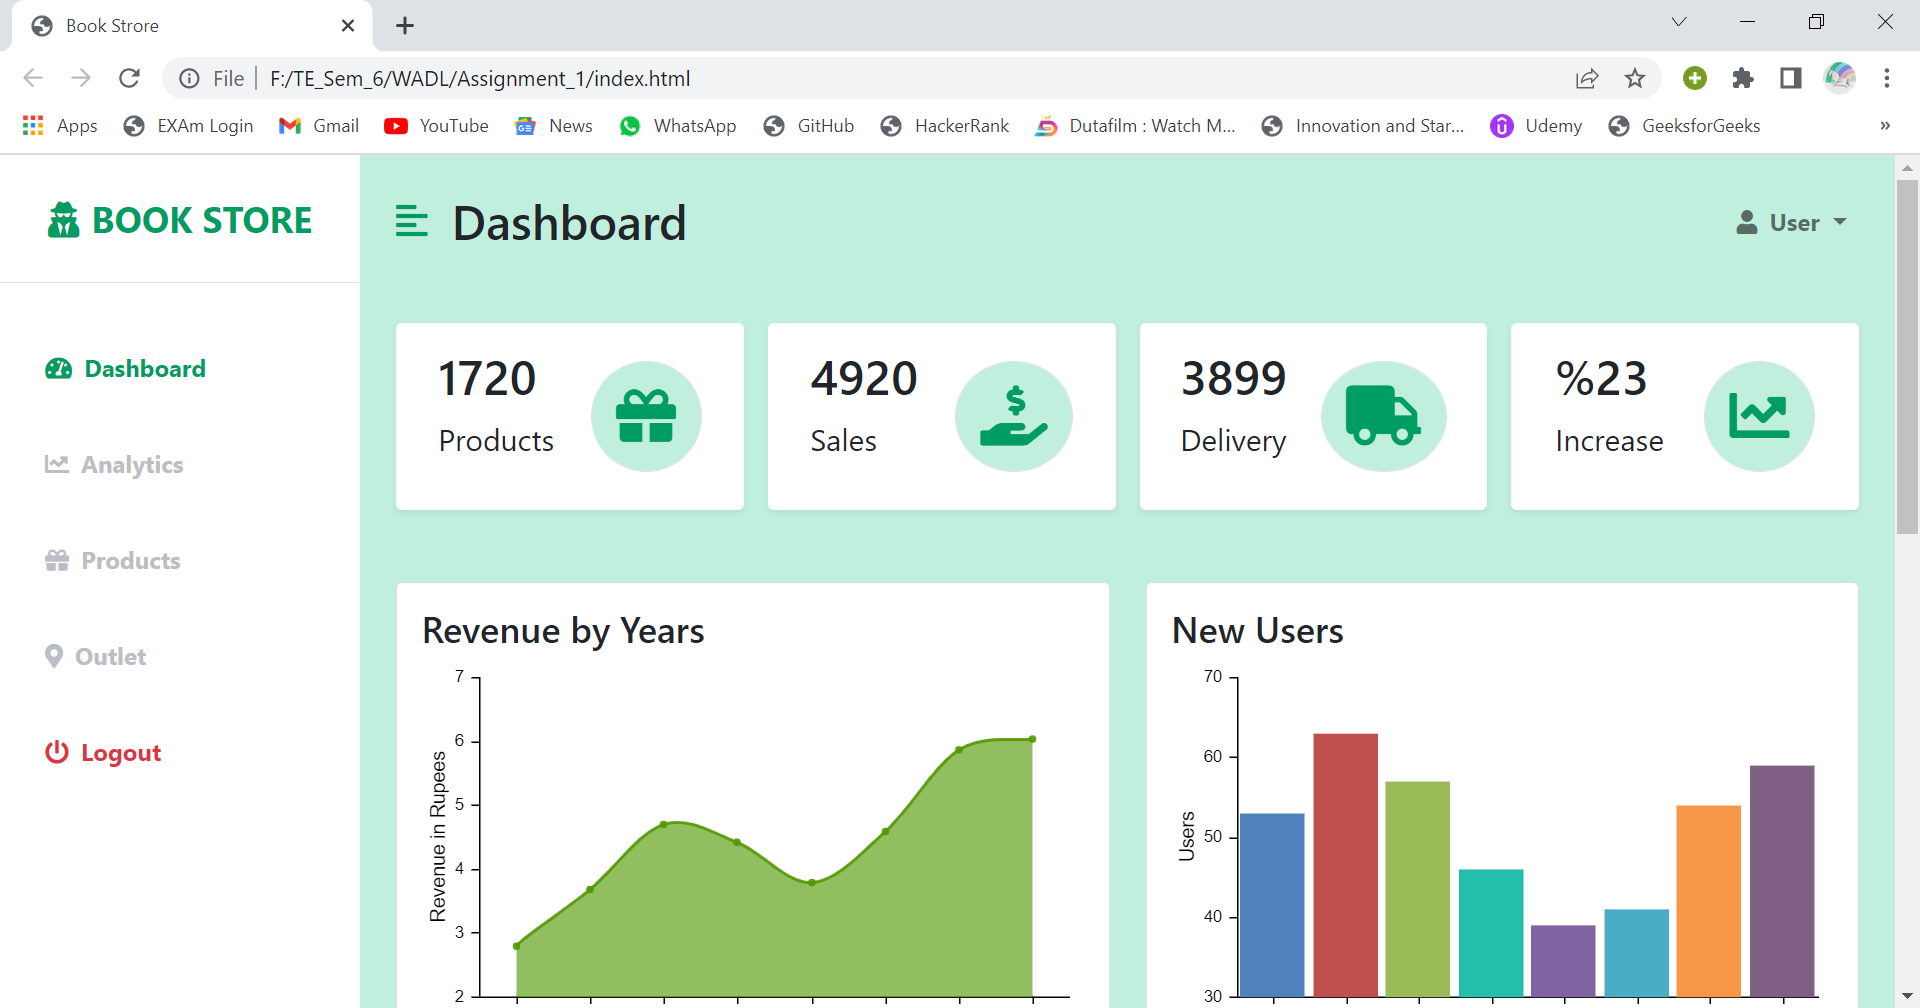 Book Strore
File F:/TE_Sem_6/WADL/Assignment_1/index.html
Apps EXAm Login Gmail YouTube News WhatsApp GitHub HackerRank Dutafilm : Watch M... Innovation and Star... Udemy GeeksforGeeks »
BOOK STORE
Dashboard
Analytics
Products
Outlet
Logout
Dashboard
User
1720
Products
4920
Sales
3899
Delivery
%23
Increase
Revenue by Years
Revenue in Rupees
7
6
5
4
3
2
New Users
Users
70
60
50
40
30